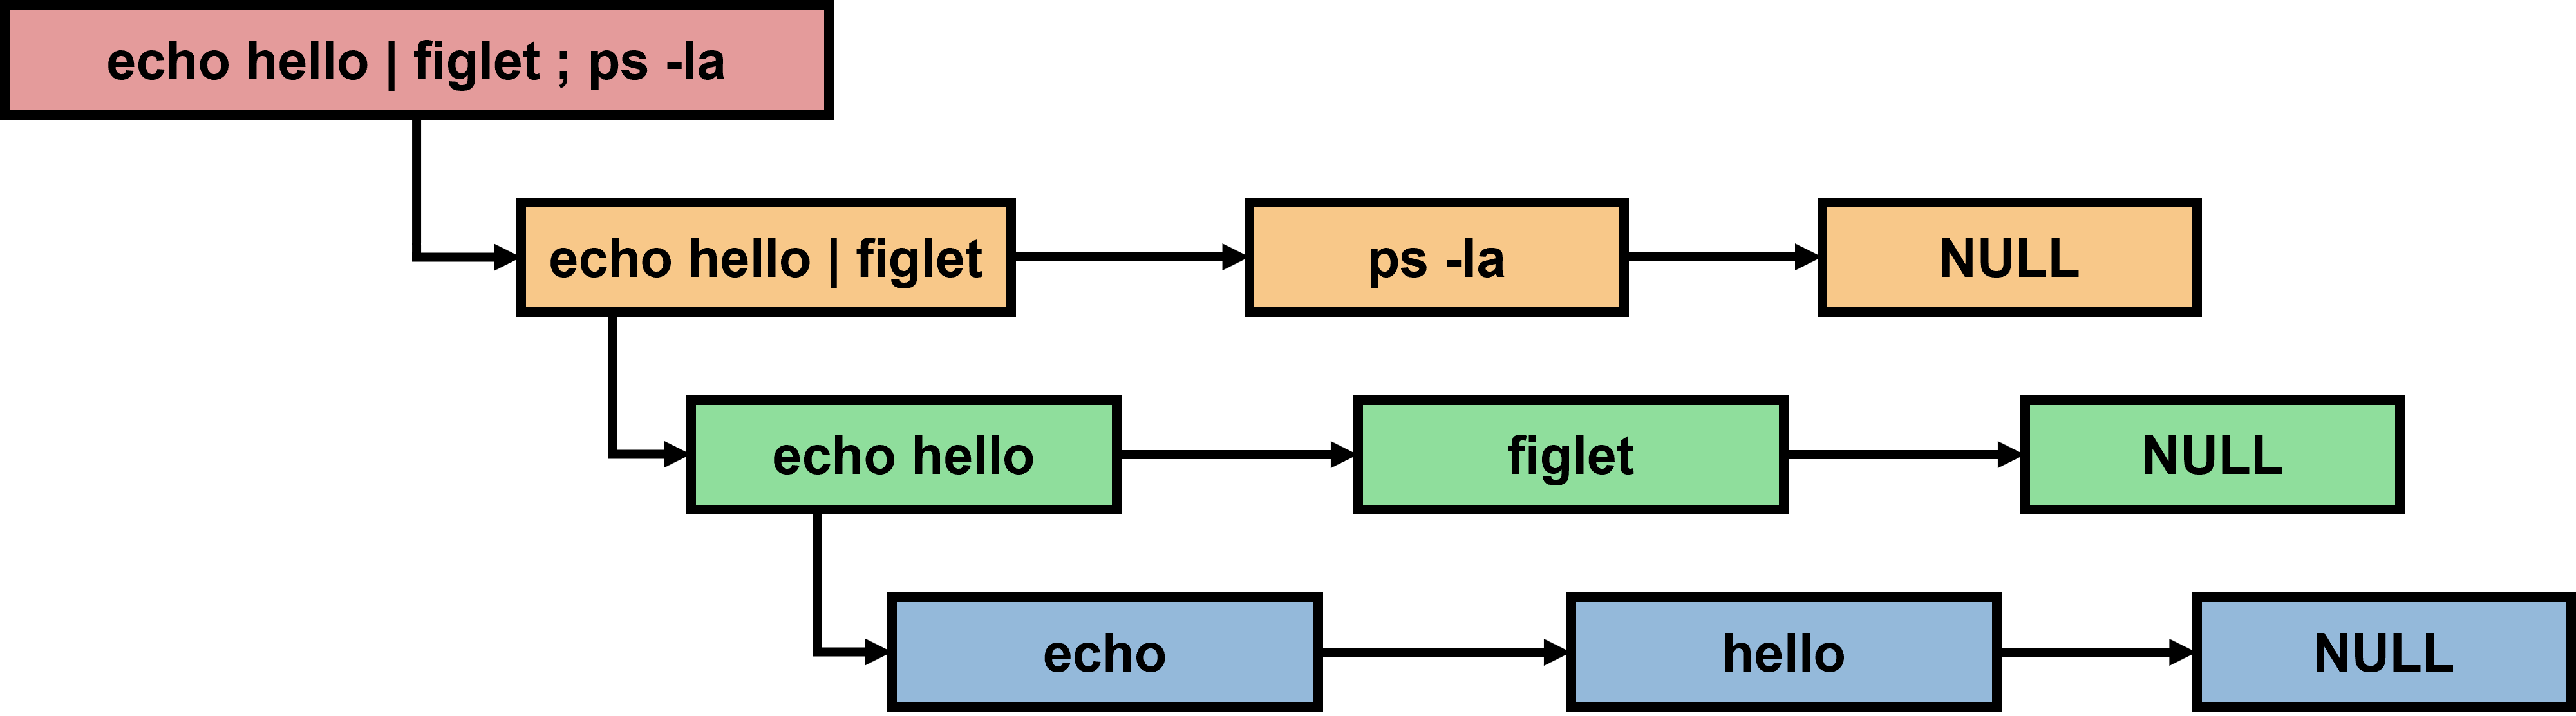 echo hello | figlet ; ps -la
echo hello | figlet
ps -la
NULL
echo hello
figlet
NULL
echo
hello
NULL